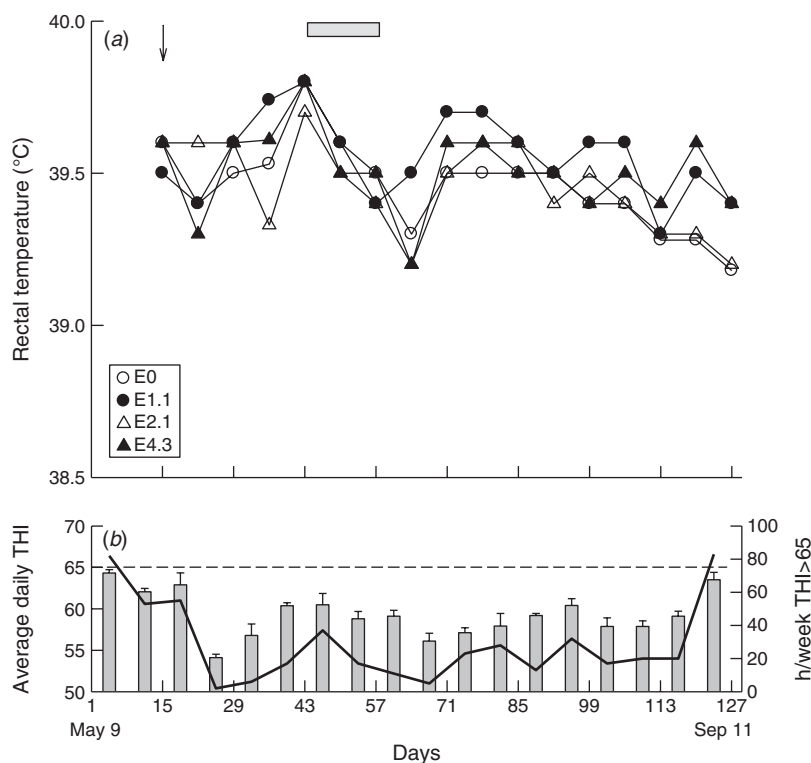 (a)
40.0
39.5
39.0
38.5
Rectal temperature (°C)
E0
E1.1
E2.1
E4.3
(b)
70
65
60
55
50
Average daily THI
100
80
60
40
20
0
h/week THI>65
1 15 29 43 57 71 85 99 113 127
May 9 Sep 11
Days